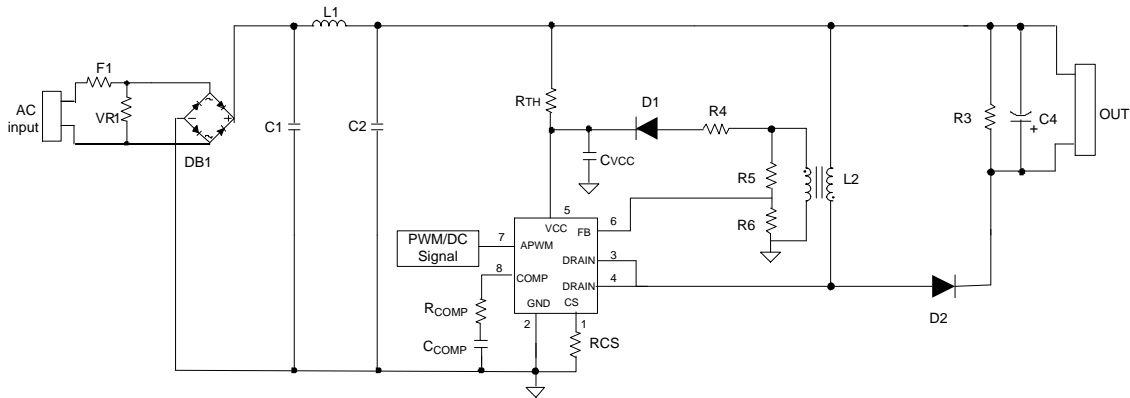 L1
F1
AC
input
VR1
DB1
C1
C2
RTH
D1
R4
CVCC
R5
R6
L2
R3
C4
+
OUT
5
VCC
6
FB
PWM/DC
Signal
7
APWM
8
COMP
DRAIN
3
DRAIN
4
GND
CS
2
1
RCOMP
CCOMP
RCS
D2